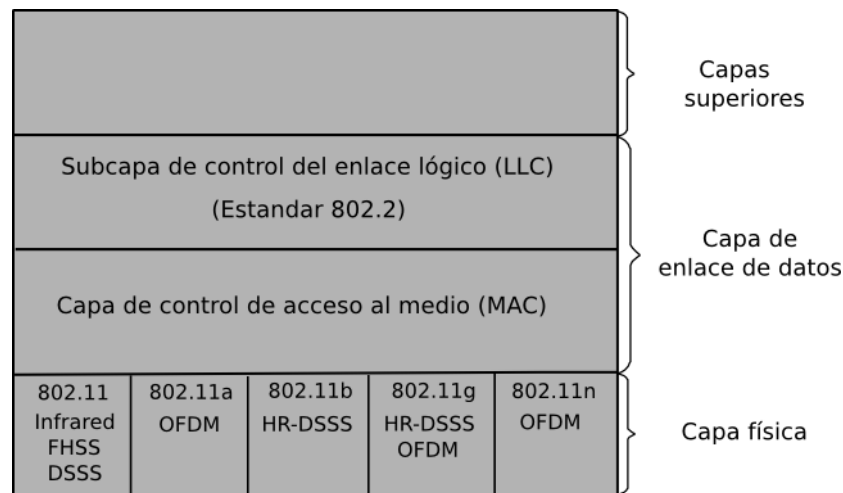 Capas
superiores
Subcapa de control del enlace lógico (LLC)
(Estandar 802.2)
Capa de
enlace de datos
Capa de control de acceso al medio (MAC)
802.11
Infrared
FHSS
DSSS
802.11a
OFDM
802.11b
HR-DSSS
802.11g
HR-DSSS
OFDM
802.11n
OFDM
Capa física